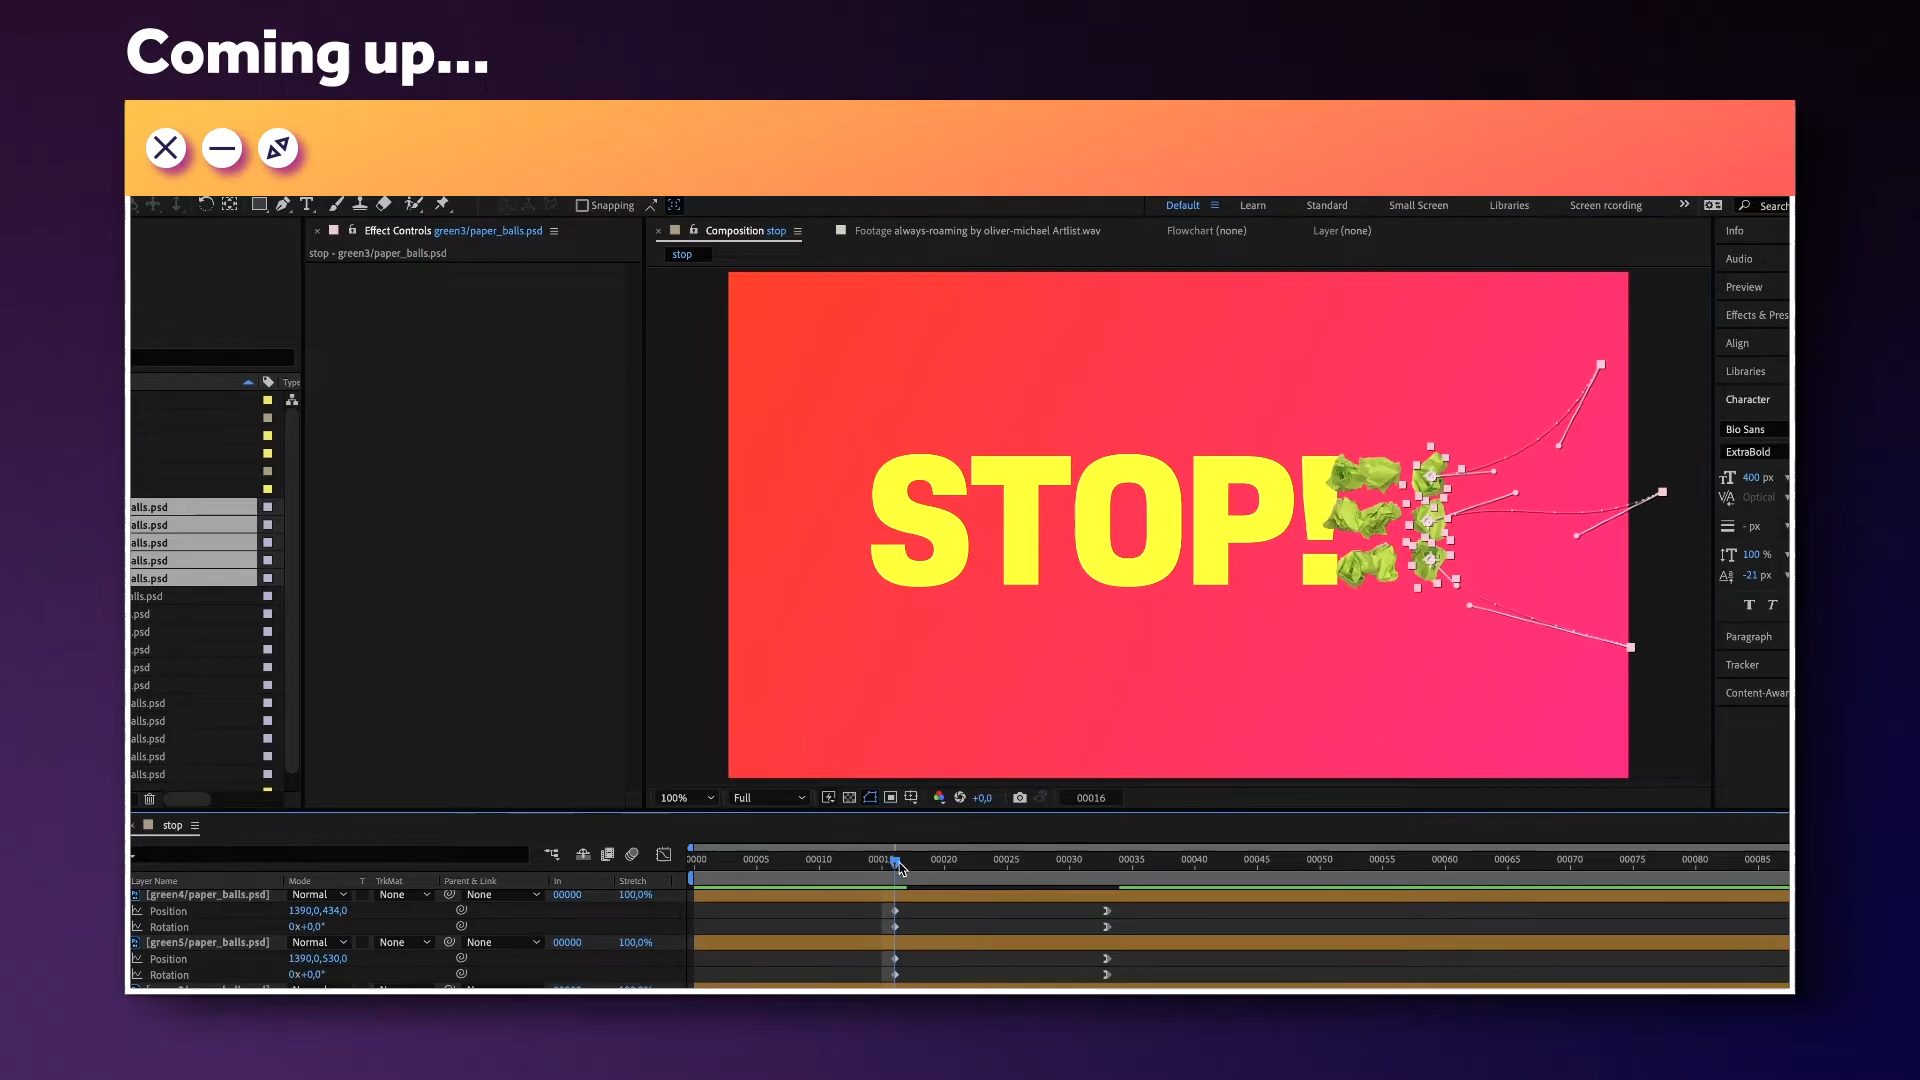 Coming up...
Snapping
Default
Learn
Standard
Small Screen
Libraries
Screen rcording
Search
Effect Controls green3/paper_balls.psd
stop • green3/paper_balls.psd
Composition stop
Footage always-roaming by oliver-michael Artlist.wav
Flowchart (none)
Layer (none)
stop
Info
Audio
Preview
Effects & Pres
Align
Libraries
Character
Bio Sans
ExtraBold
400 px
Optical
- px
100 %
-21 px
T T
Paragraph
Tracker
Content-Awar
Type
alls.psd
alls.psd
alls.psd
alls.psd
alls.psd
alls.psd
.psd
.psd
.psd
.psd
.psd
alls.psd
alls.psd
alls.psd
alls.psd
alls.psd
STOP!
100%
Full
+0,0
00016
stop
0000 00005 00010 00020 00025 00030 00035 00040 00045 00050 00055 00060 00065 00070 00075 00080 00085
Layer Name Mode T TrkMat Parent & Link In Stretch
[green4/paper_balls.psd] Normal None None 00000 100,0%
Position 1390,0,434,0
Rotation 0x+0,0°
[green5/paper_balls.psd] Normal None None 00000 100,0%
Position 1390,0,530,0
Rotation 0x+0,0°